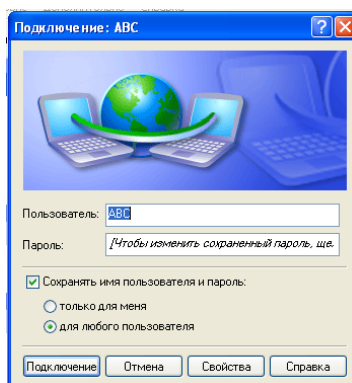 Подключение: ABC
Пользователь: ABC
Пароль: [Чтобы изменить сохраненный пароль, ще.
Сохранять имя пользователя и пароль:
только для меня
для любого пользователя
Подключение Отмена Свойства Справка